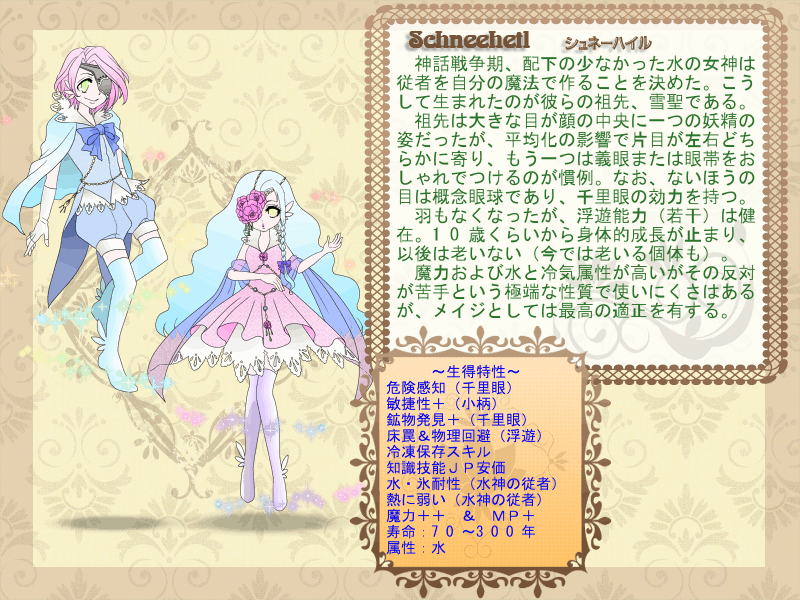 Schneeheil シュネーハイル
　神話戦争期、配下の少なかった水の女神は
従者を自分の魔法で作ることを決めた。こう
して生まれたのが彼らの祖先、雪聖である。
　祖先は大きな目が顔の中央に一つの妖精の
姿だったが、平均化の影響で片目が左右どち
らかに寄り、もう一つは義眼または眼帯をお
しゃれでつけるのが慣例。なお、ないほうの
目は概念眼球であり、千里眼の効力を持つ。
　羽もなくなったが、浮遊能力（若干）は健
在。１０歳くらいから身体的成長が止まり、
以後は老いない（今では老いる個体も）。
　魔力および水と冷気属性が高いがその反対
が苦手という極端な性質で使いにくさはある
が、メイジとしては最高の適正を有する。
～生得特性～
危険感知（千里眼）
敏捷性＋（小柄）
鉱物発見＋（千里眼）
床罠＆物理回避（浮遊）
冷凍保存スキル
知識技能ＪＰ安価
水・氷耐性（水神の従者）
熱に弱い（水神の従者）
魔力＋＋　＆　ＭＰ＋
寿命：７０～３００年
属性：水